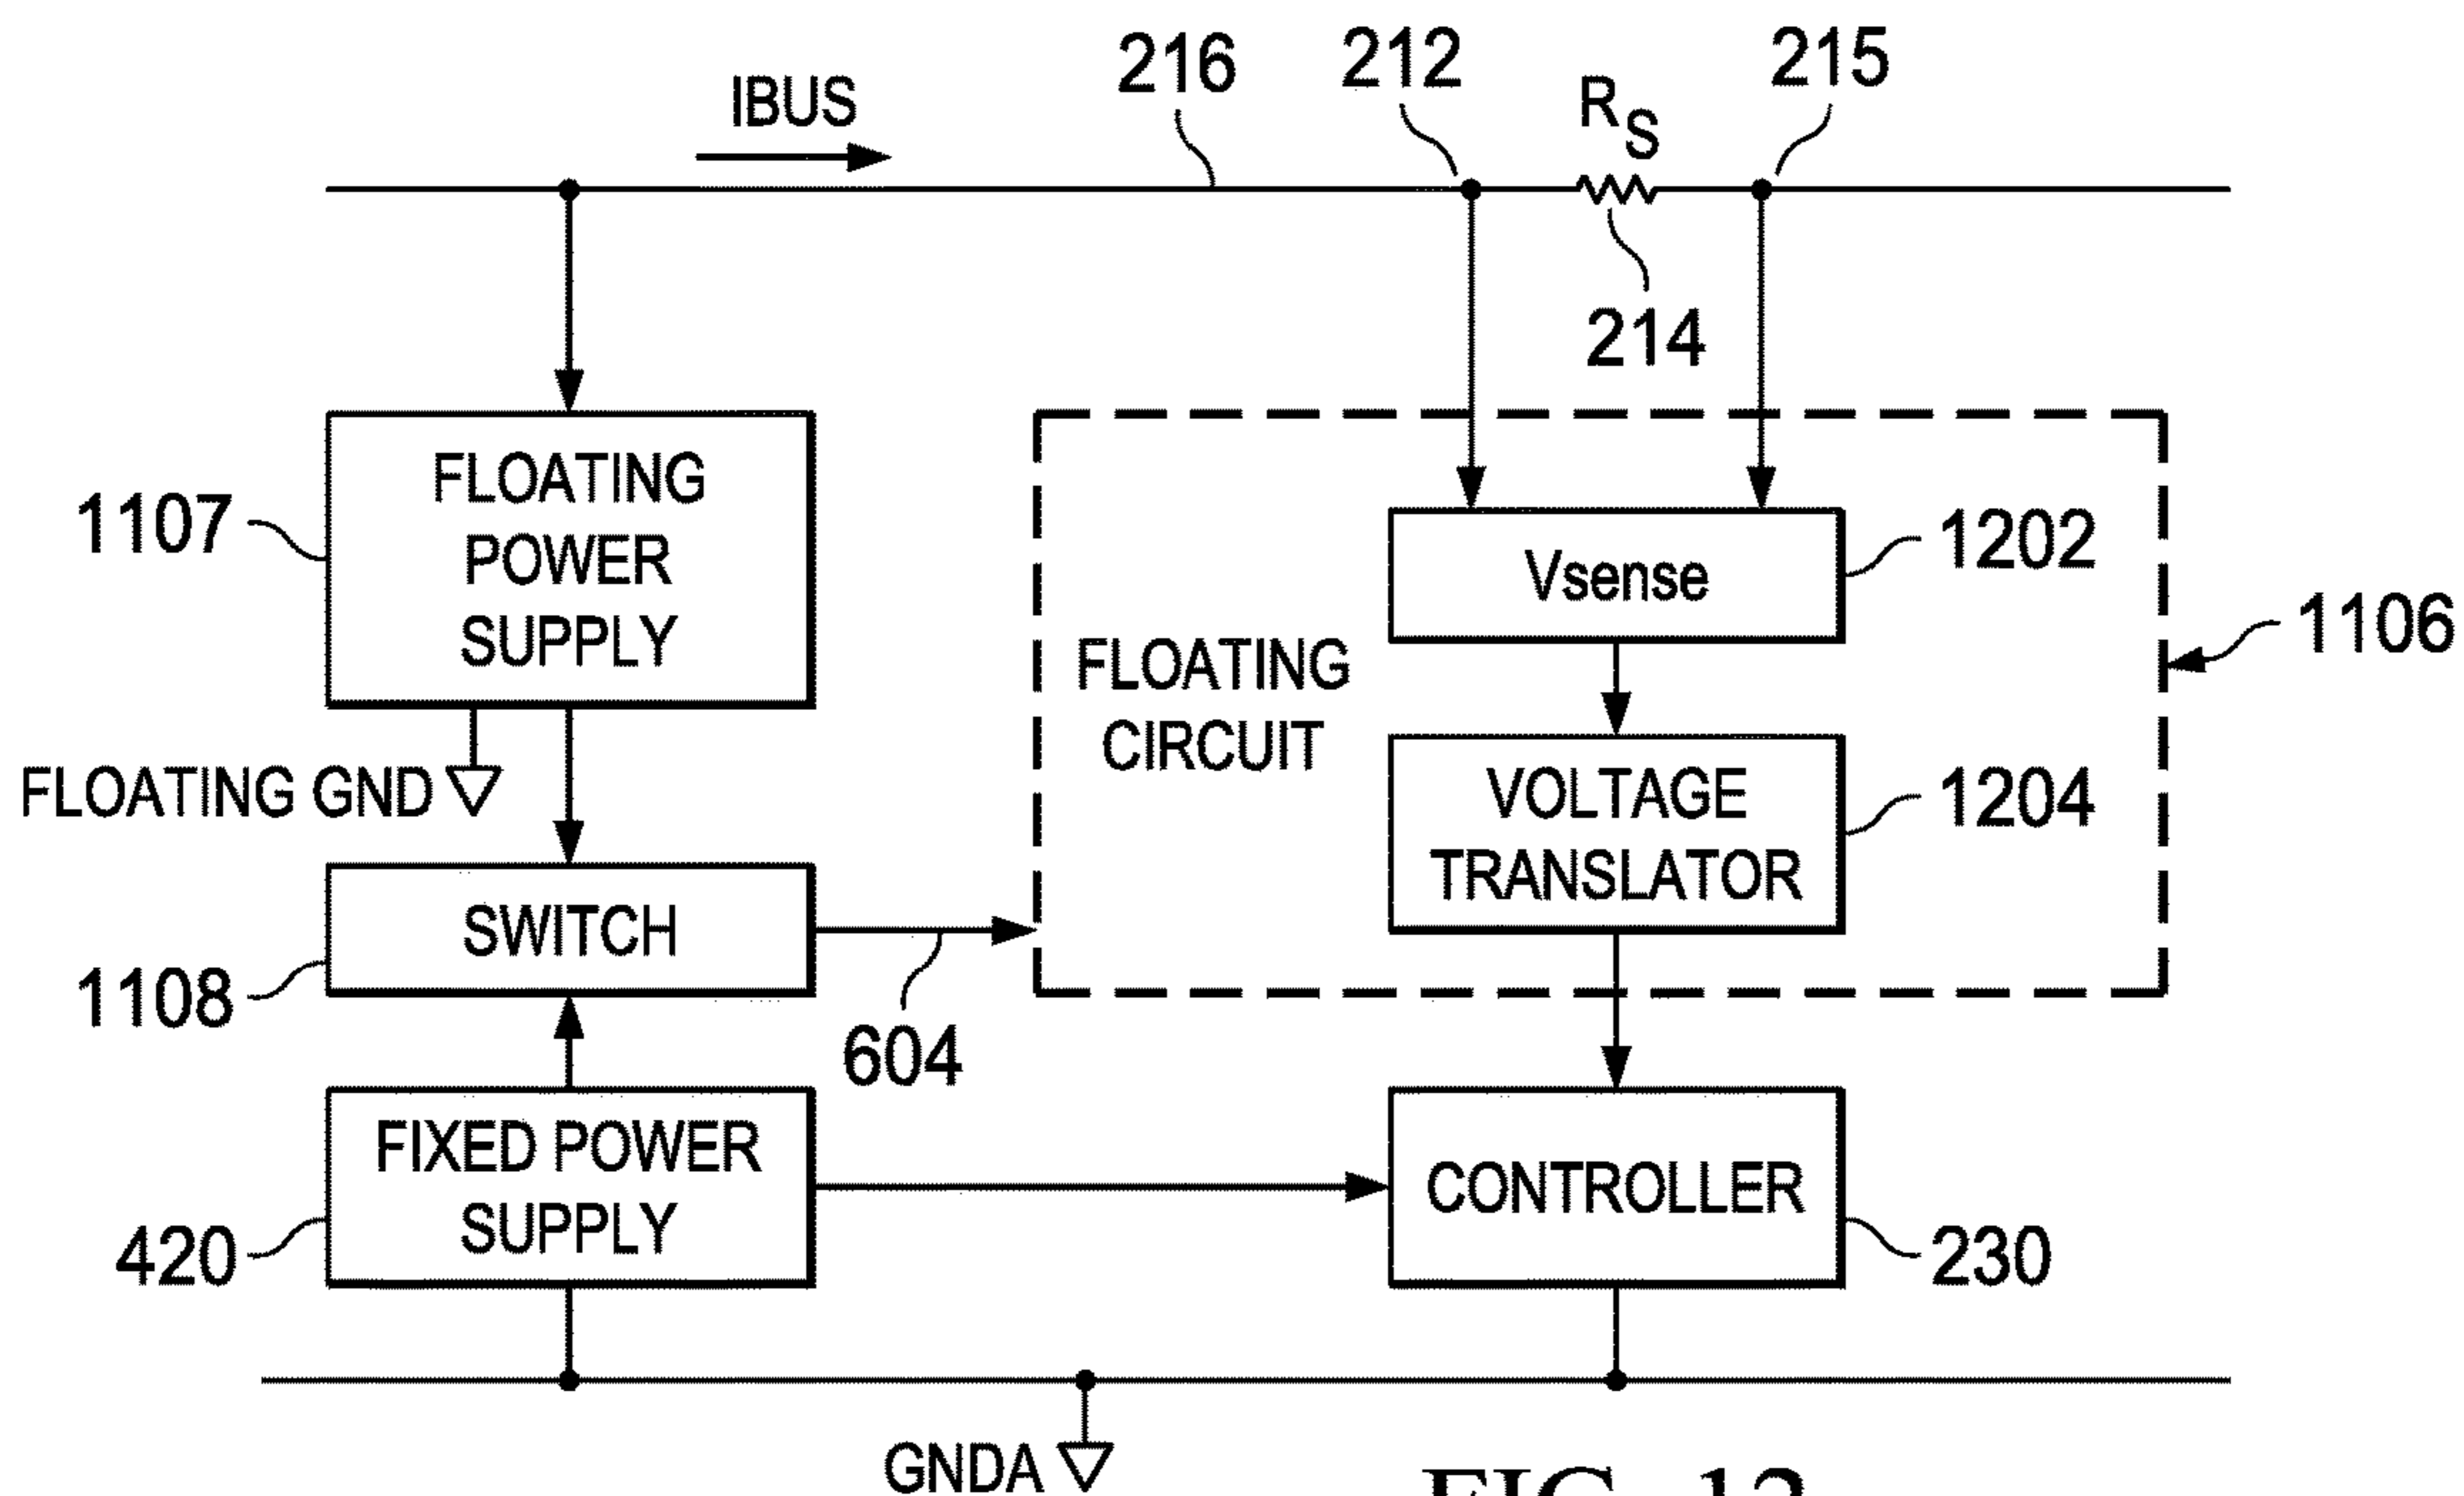 216
212
215
IBUS
RS
214
FLOATING
POWER
SUPPLY
1107
Vsense
1202
1106
FLOATING
CIRCUIT
VOLTAGE
TRANSLATOR
1204
FLOATING GND
SWITCH
1108
604
FIXED POWER
SUPPLY
420
CONTROLLER
230
GNDA